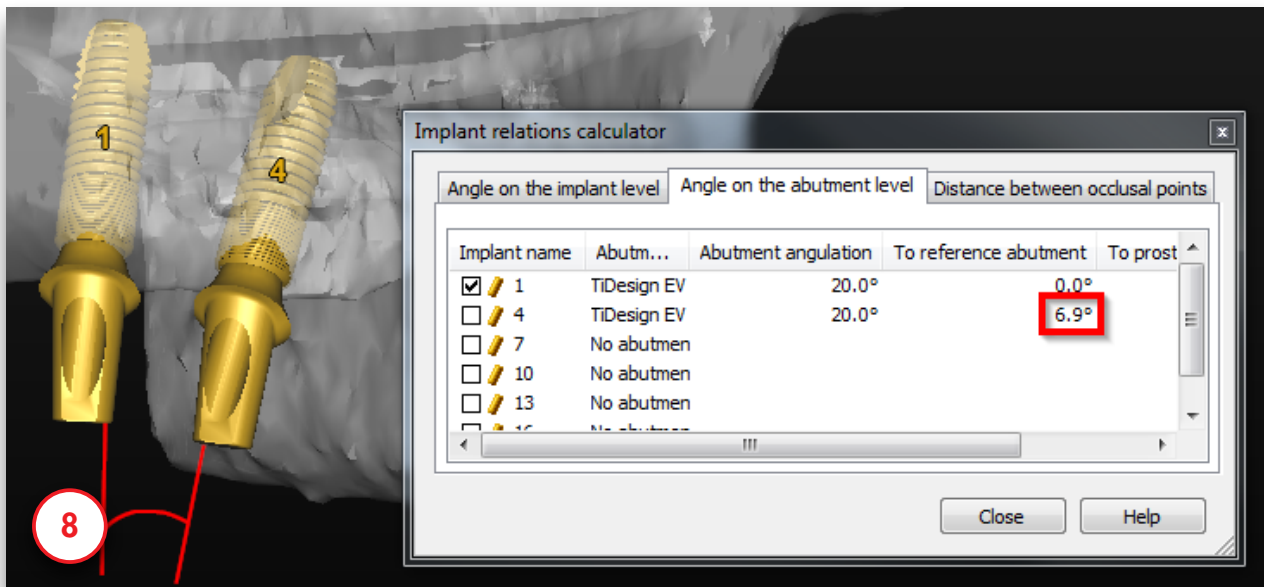 1
4
8
Implant relations calculator
Angle on the implant level Angle on the abutment level Distance between occlusal points
Implant name Abutm... Abutment angulation To reference abutment To prost
1 TiDesign EV 20.0° 0.0°
4 TiDesign EV 20.0° 6.9°
7 No abutmen
10 No abutmen
13 No abutmen
Close Help